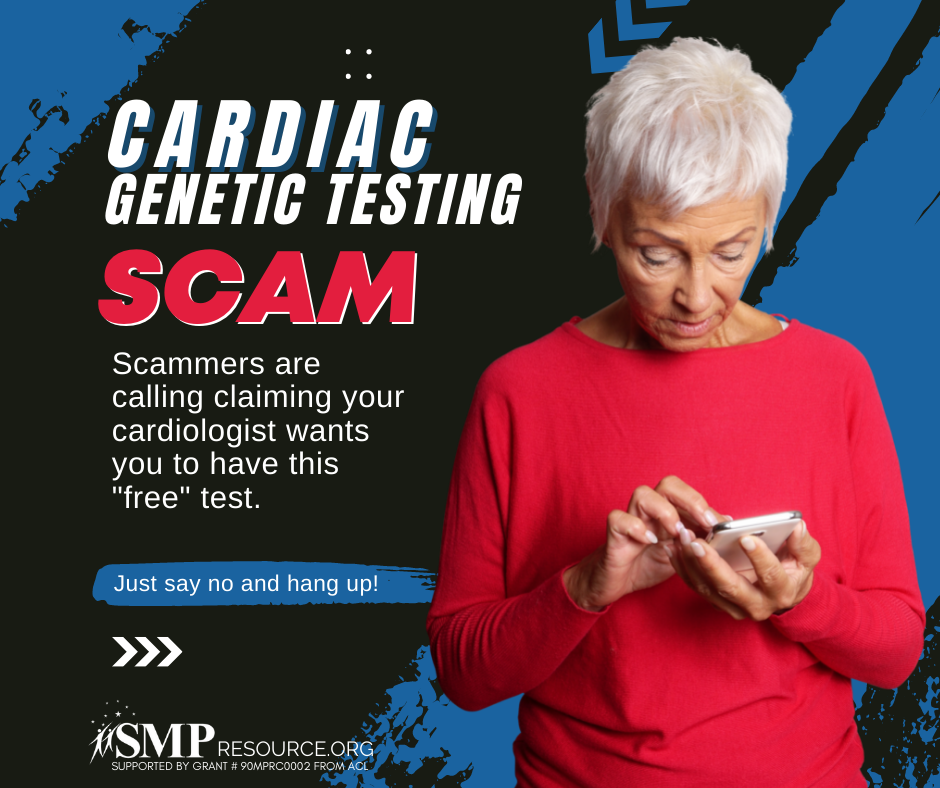 CARDIAC
GENETIC TESTING
SCAM
Scammers are
calling claiming your
cardiologist wants
you to have this
"free" test.
Just say no and hang up!
SMP RESOURCE.ORG
SUPPORTED BY GRANT # 90MPRC0002 FROM ACL